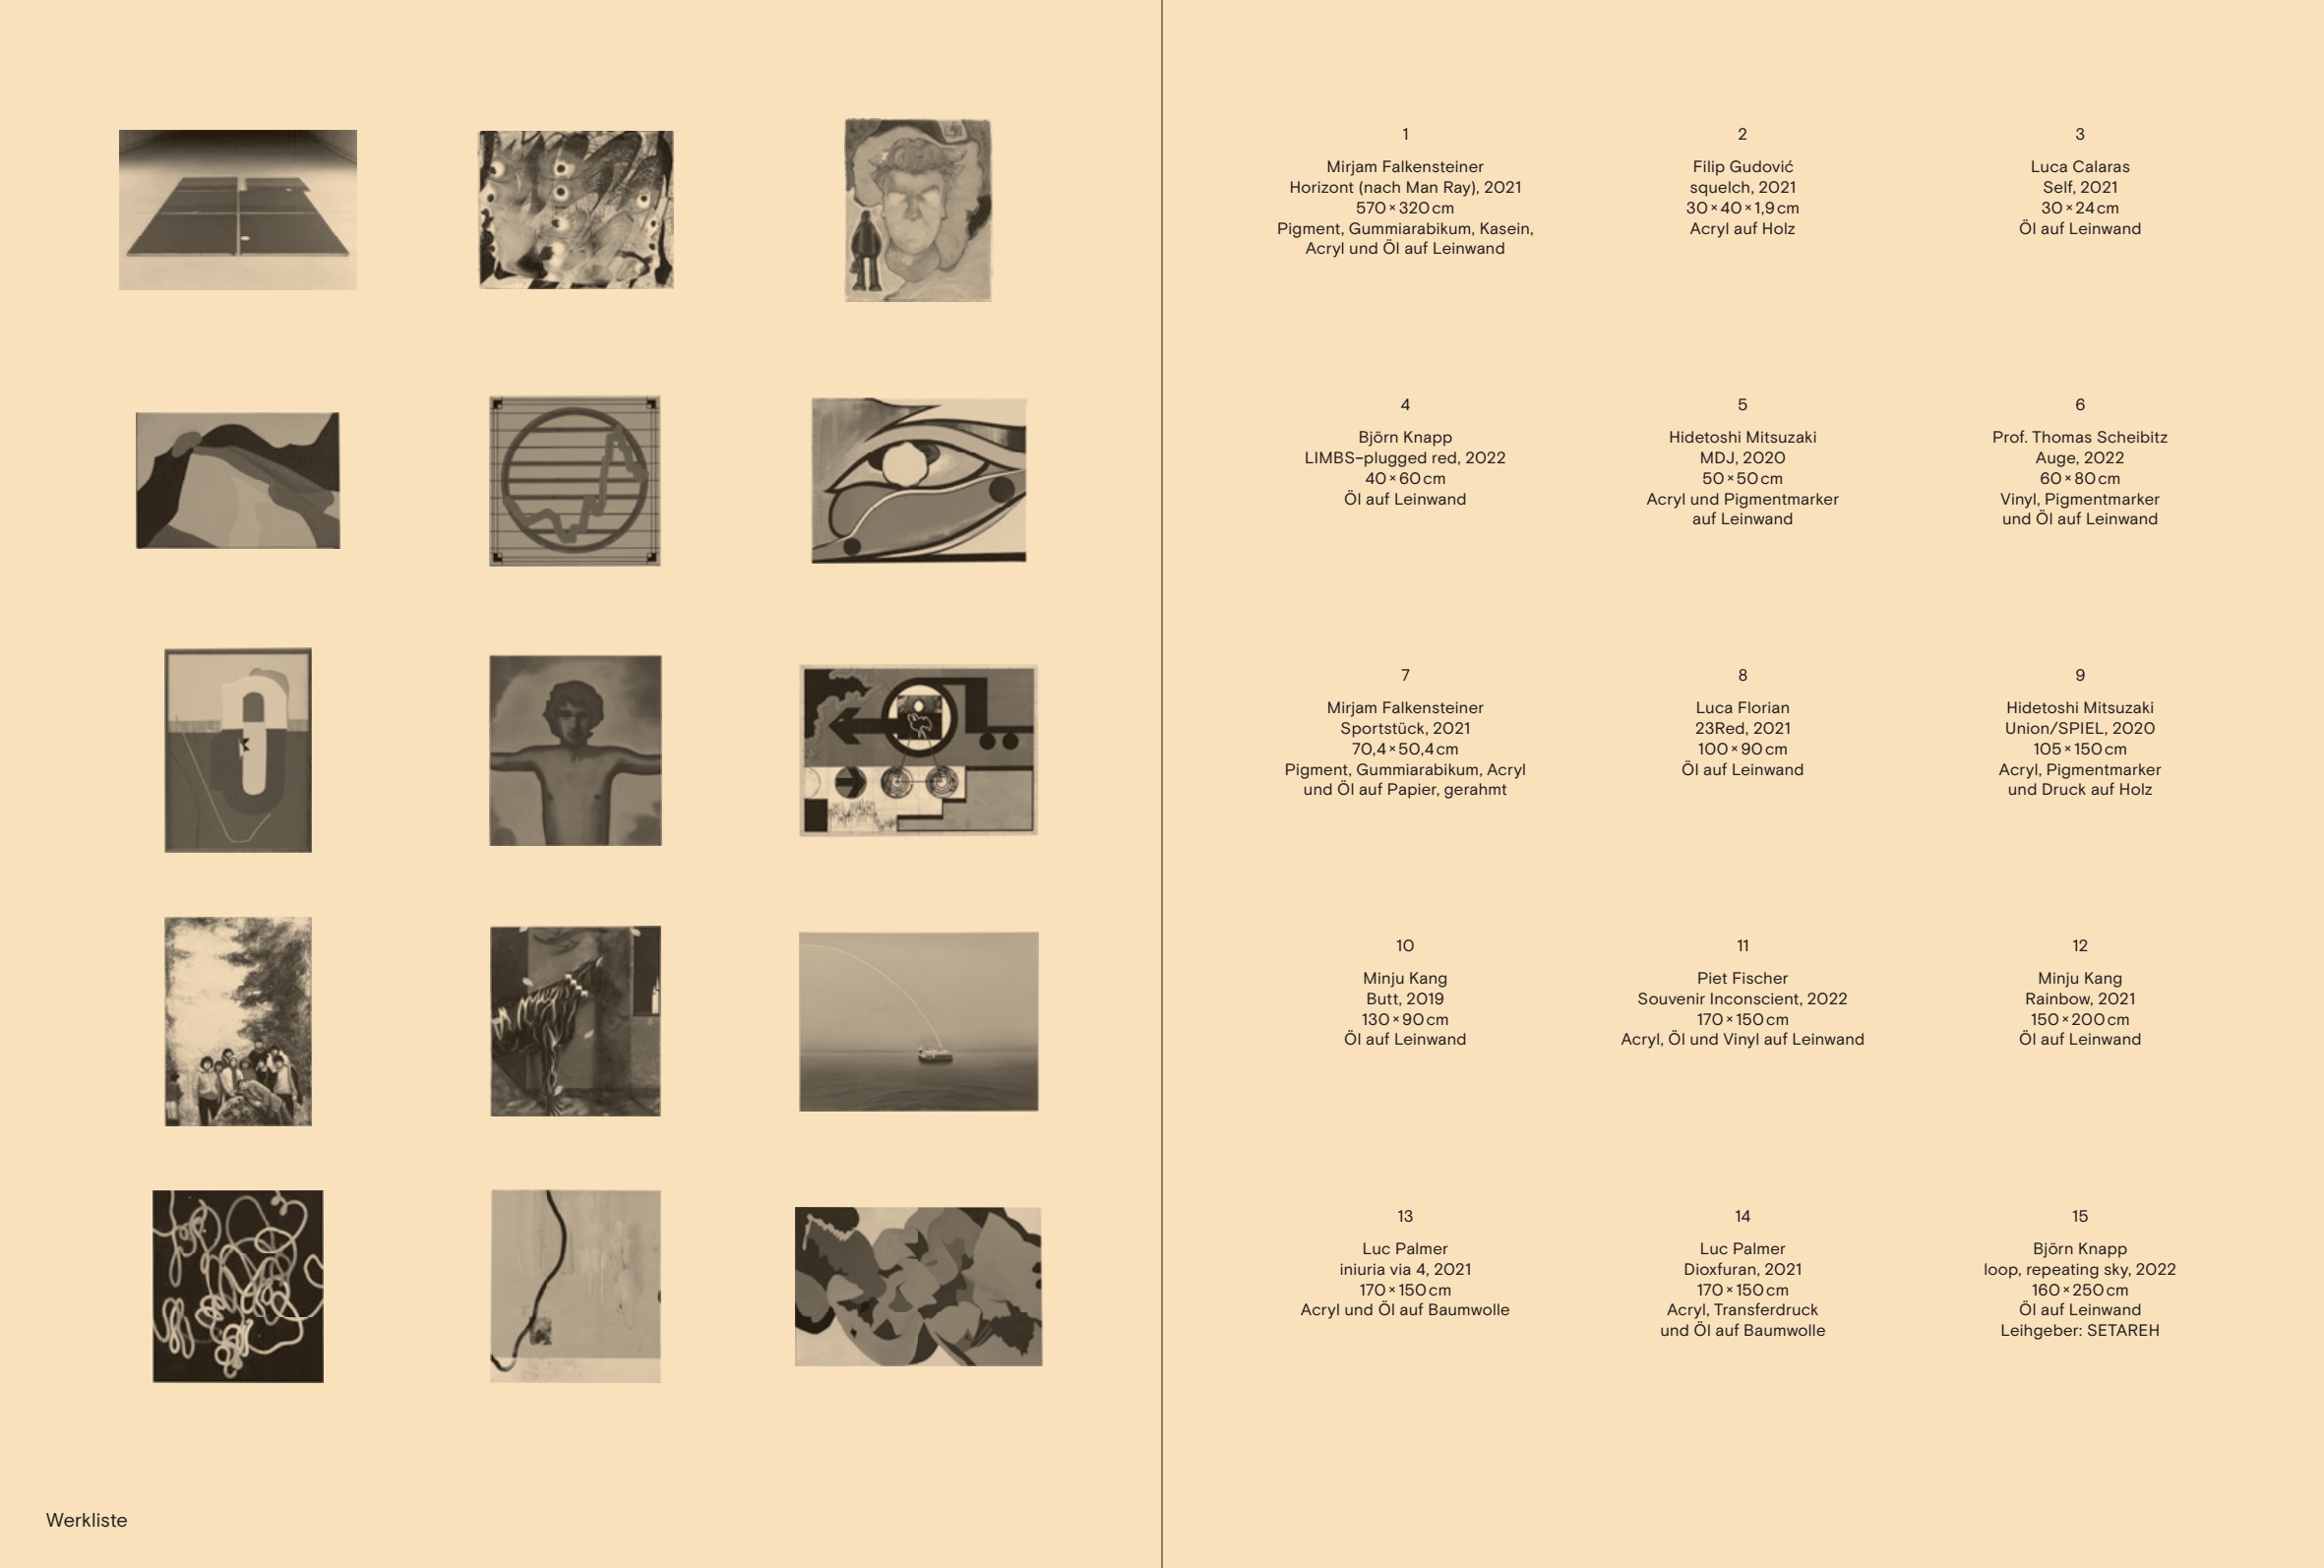 1
Mirjam Falkensteiner
Horizont (nach Man Ray), 2021
570 × 320 cm
Pigment, Gummiarabikum, Kasein,
Acryl und Öl auf Leinwand
2
Filip Gudović
squelch, 2021
30 × 40 × 1,9 cm
Acryl auf Holz
3
Luca Calaras
Self, 2021
30 × 24 cm
Öl auf Leinwand
4
Björn Knapp
LIMBS–plugged red, 2022
40 × 60 cm
Öl auf Leinwand
5
Hidetoshi Mitsuzaki
MDJ, 2020
50 × 50 cm
Acryl und Pigmentmarker
auf Leinwand
6
Prof. Thomas Scheibitz
Auge, 2022
60 × 80 cm
Vinyl, Pigmentmarker
und Öl auf Leinwand
7
Mirjam Falkensteiner
Sportstück, 2021
70,4 × 50,4 cm
Pigment, Gummiarabikum, Acryl
und Öl auf Papier, gerahmt
8
Luca Florian
23Red, 2021
100 × 90 cm
Öl auf Leinwand
9
Hidetoshi Mitsuzaki
Union/SPIEL, 2020
105 × 150 cm
Acryl, Pigmentmarker
und Druck auf Holz
10
Minju Kang
Butt, 2019
130 × 90 cm
Öl auf Leinwand
11
Piet Fischer
Souvenir Inconscient, 2022
170 × 150 cm
Acryl, Öl und Vinyl auf Leinwand
12
Minju Kang
Rainbow, 2021
150 × 200 cm
Öl auf Leinwand
13
Luc Palmer
iniuria via 4, 2021
170 × 150 cm
Acryl und Öl auf Baumwolle
14
Luc Palmer
Dioxfuran, 2021
170 × 150 cm
Acryl, Transferdruck
und Öl auf Baumwolle
15
Björn Knapp
loop, repeating sky, 2022
160 × 250 cm
Öl auf Leinwand
Leihgeber: SETAREH
Werkliste